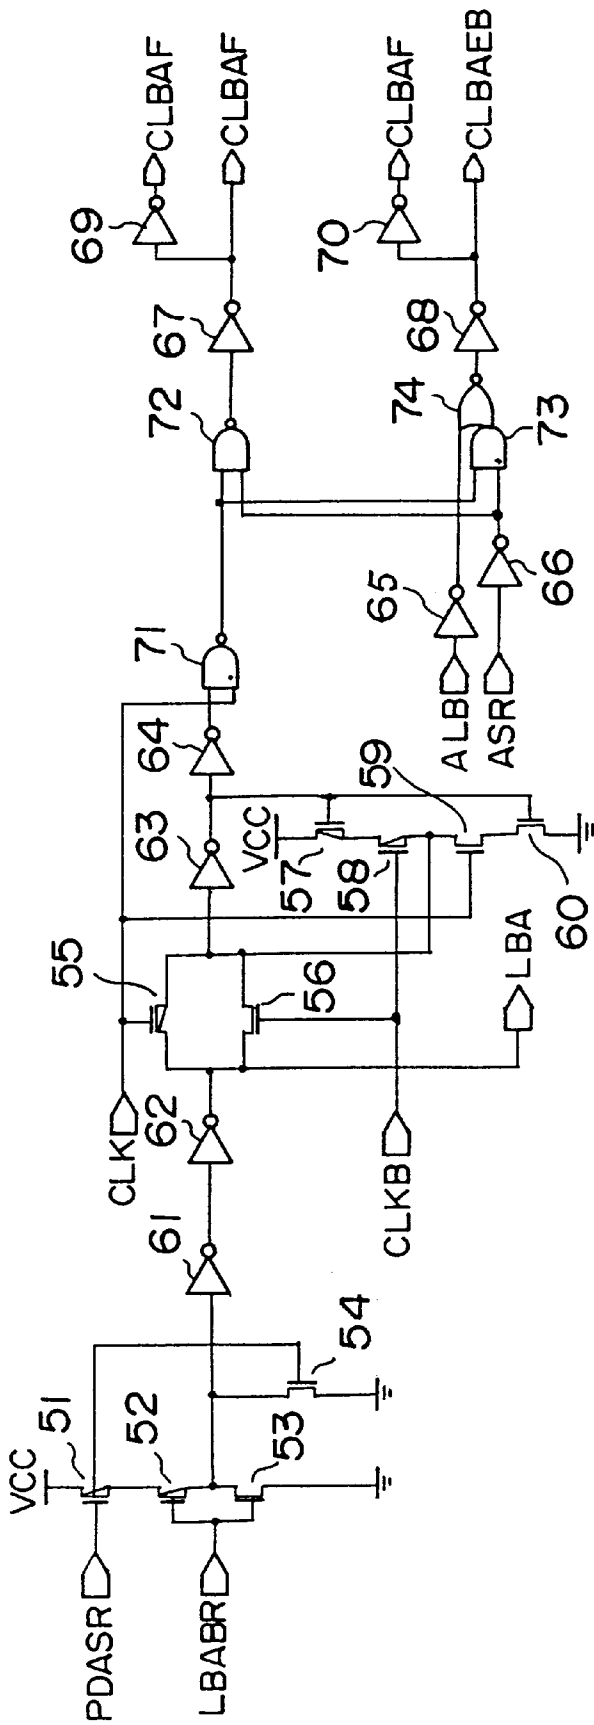 VCC
51
PDASR
52
LBABR
53
54
61
62
CLK
55
56
CLKB
LBA
63
64
VCC
57
58
59
60
71
ALB
65
ASR
66
72
67
69
CLBAF
CLBAF
73
74
68
70
CLBAF
CLBAEB